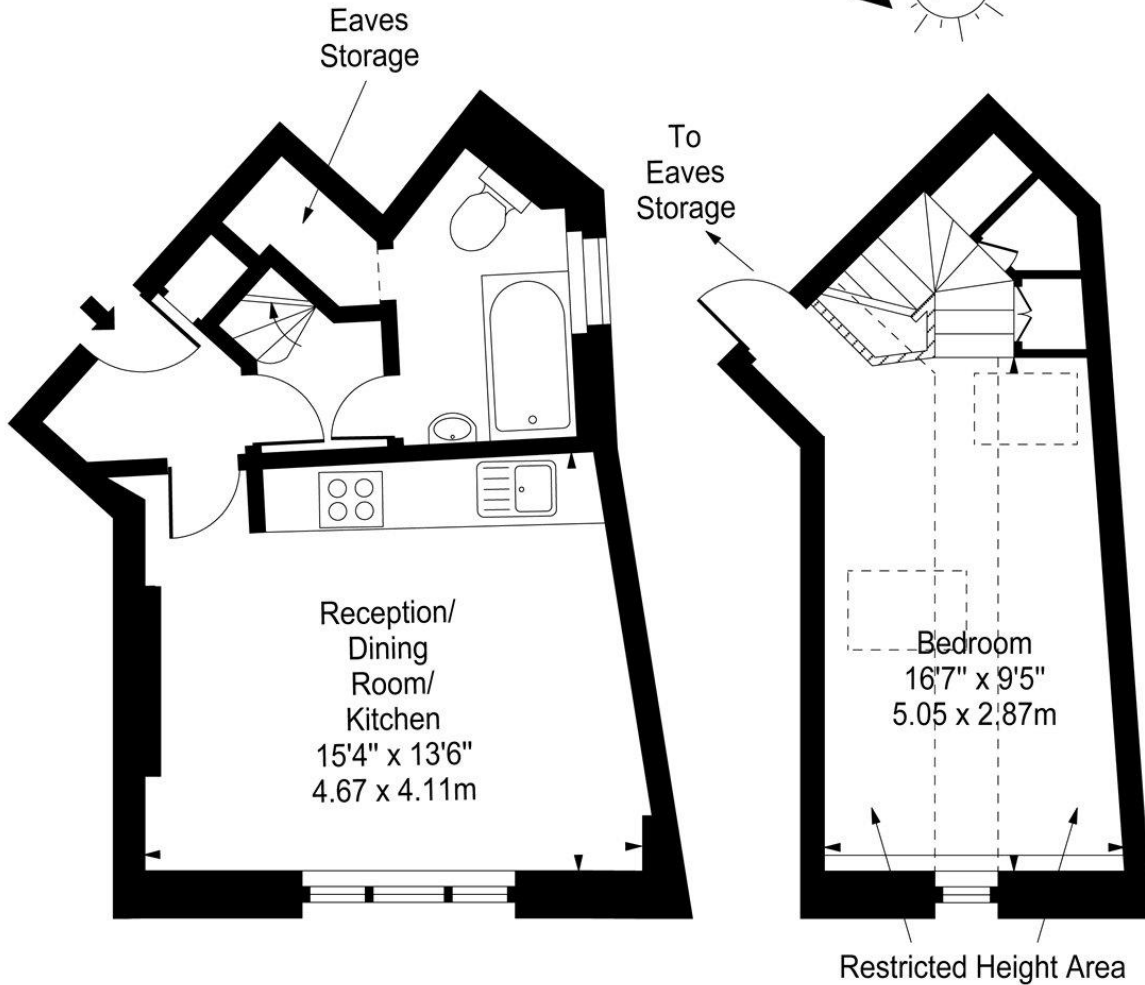 Eaves
Storage
To
Eaves
Storage
Reception/
Dining
Room/
Kitchen
15'4" x 13'6"
4.67 x 4.11m
Bedroom
16'7" x 9'5"
5.05 x 2.87m
Restricted Height Area